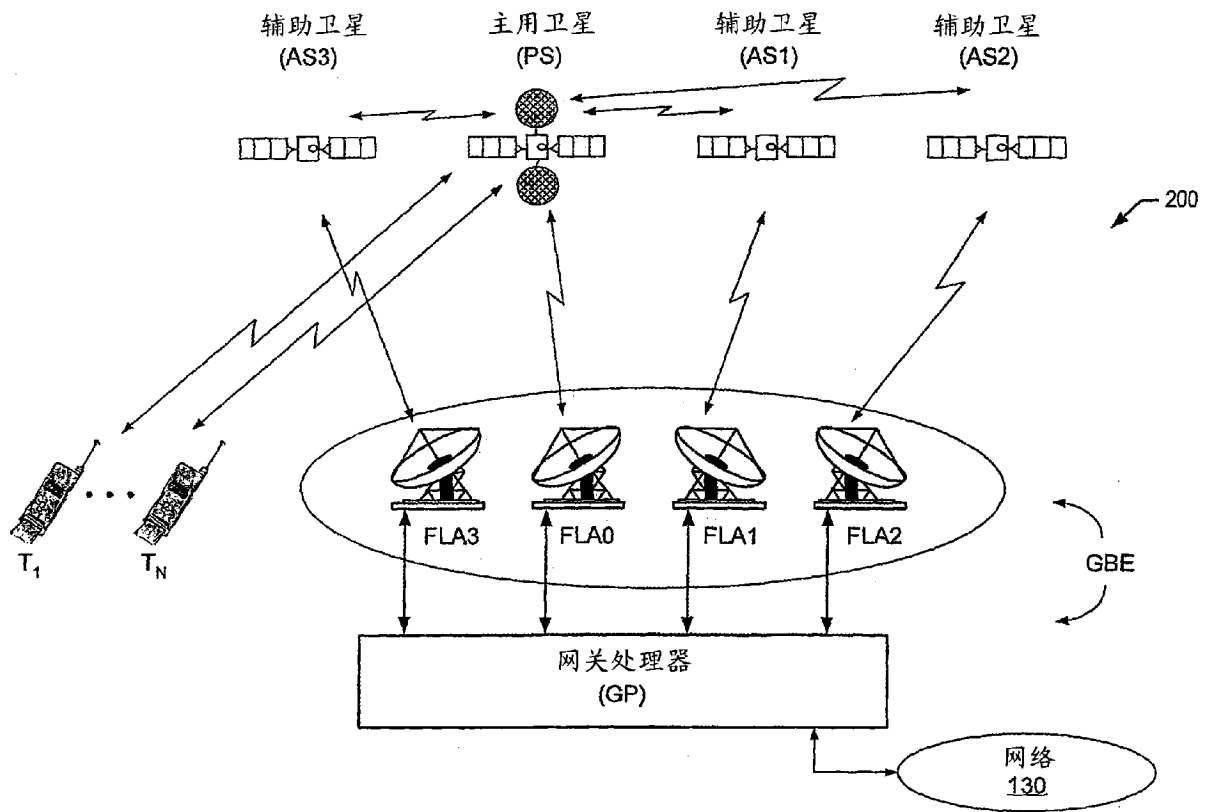 辅助卫星
(AS3)
主用卫星
(PS)
辅助卫星
(AS1)
辅助卫星
(AS2)
200
T1
TN
FLA3
FLA0
FLA1
FLA2
GBE
网关处理器
(GP)
网络
130